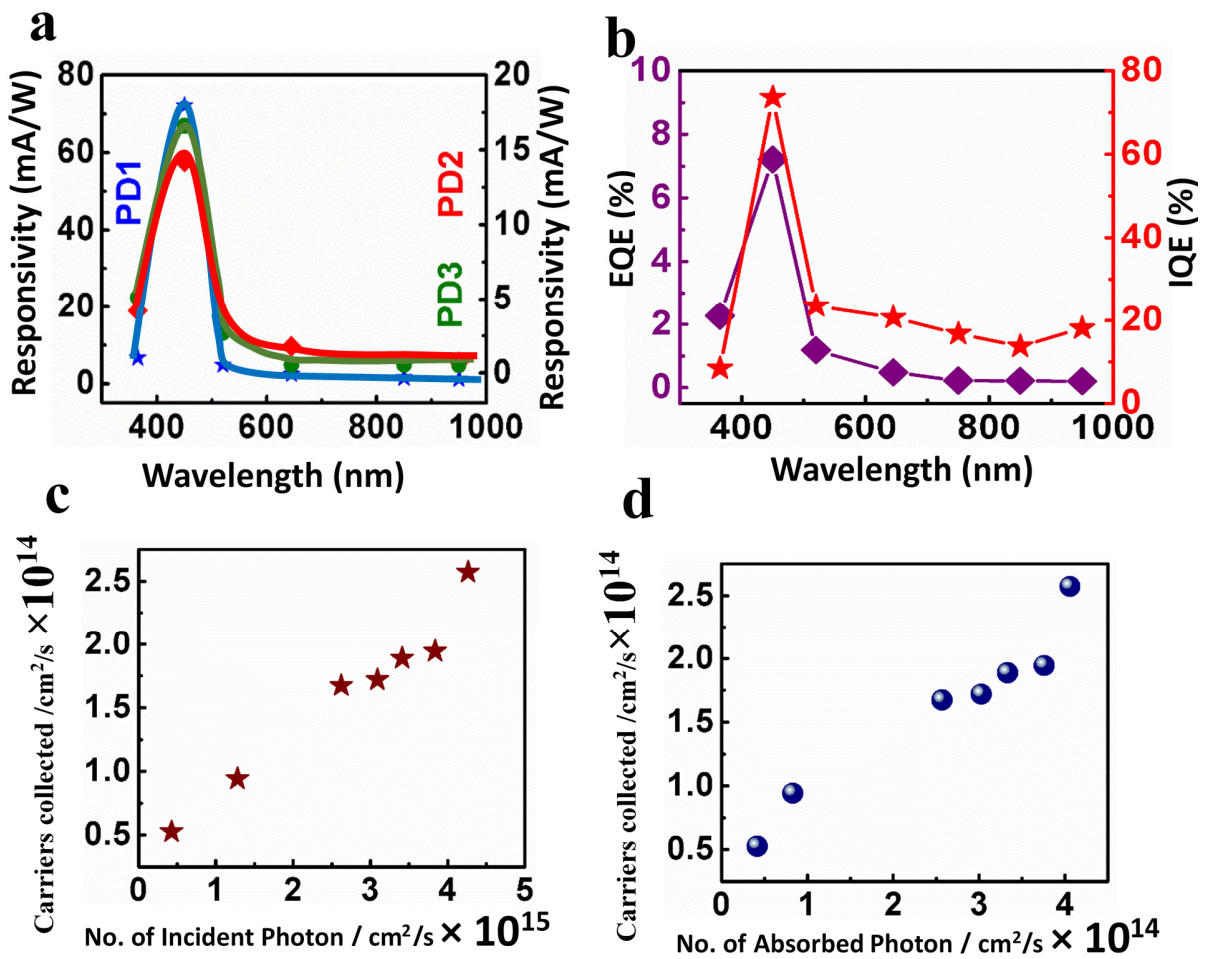 a
80
60
40
20
0
Responsivity (mA/W)
PD1
PD2
PD3
20
15
10
5
0
Responsivity (mA/W)
400 600 800 1000
Wavelength (nm)
b
10
8
6
4
2
0
EQE (%)
80
60
40
20
0
IQE (%)
400 600 800 1000
Wavelength (nm)
c
Carriers collected /cm²/s ×10¹⁴
2.5
2.0
1.5
1.0
0.5
0 1 2 3 4 5
No. of Incident Photon / cm²/s × 10¹⁵
d
Carriers collected /cm²/s ×10¹⁴
2.5
2.0
1.5
1.0
0.5
0 2 4
No. of Absorbed Photon / cm²/s × 10¹⁴